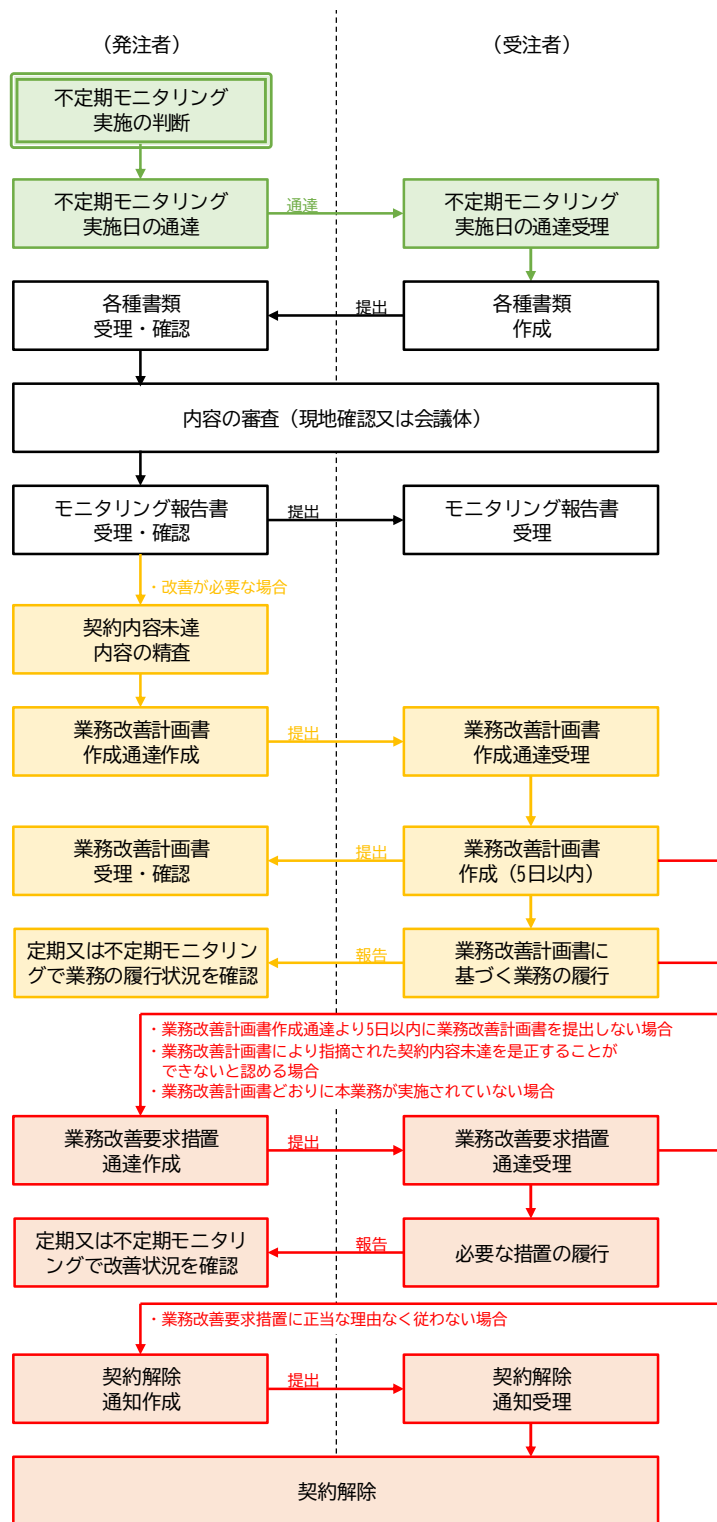 （発注者）
（受注者）
不定期モニタリング
実施の判断
不定期モニタリング
実施日の通達
通達
不定期モニタリング
実施日の通達受理
各種書類
受理・確認
提出
各種書類
作成
内容の審査（現地確認又は会議体）
モニタリング報告書
受理・確認
提出
モニタリング報告書
受理
・改善が必要な場合
契約内容未達
内容の精査
業務改善計画書
作成通達作成
提出
業務改善計画書
作成通達受理
業務改善計画書
受理・確認
提出
業務改善計画書
作成（5日以内）
定期又は不定期モニタリン
グで業務の履行状況を確認
報告
業務改善計画書に
基づく業務の履行
・業務改善計画書作成通達より5日以内に業務改善計画書を提出しない場合
・業務改善計画書により指摘された契約内容未達を是正することが
できないと認める場合
・業務改善計画書どおりに本業務が実施されていない場合
業務改善要求措置
通達作成
提出
業務改善要求措置
通達受理
定期又は不定期モニタリ
ングで改善状況を確認
報告
必要な措置の履行
・業務改善要求措置に正当な理由なく従わない場合
契約解除
通知作成
提出
契約解除
通知受理
契約解除